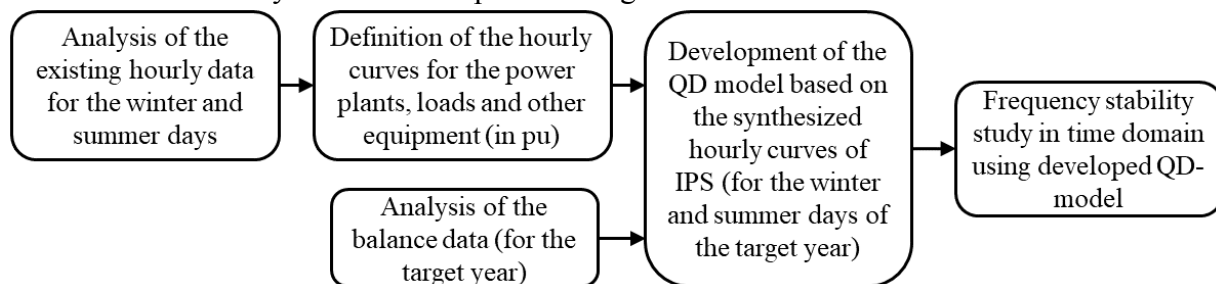 Analysis of the
existing hourly data
for the winter and
summer days
Definition of the hourly
curves for the power
plants, loads and other
equipment (in pu)
Analysis of the
balance data (for the
target year)
Development of the
QD model based on
the synthesized
hourly curves of
IPS (for the winter
and summer days of
the target year)
Frequency stability
study in time domain
using developed QD-
model